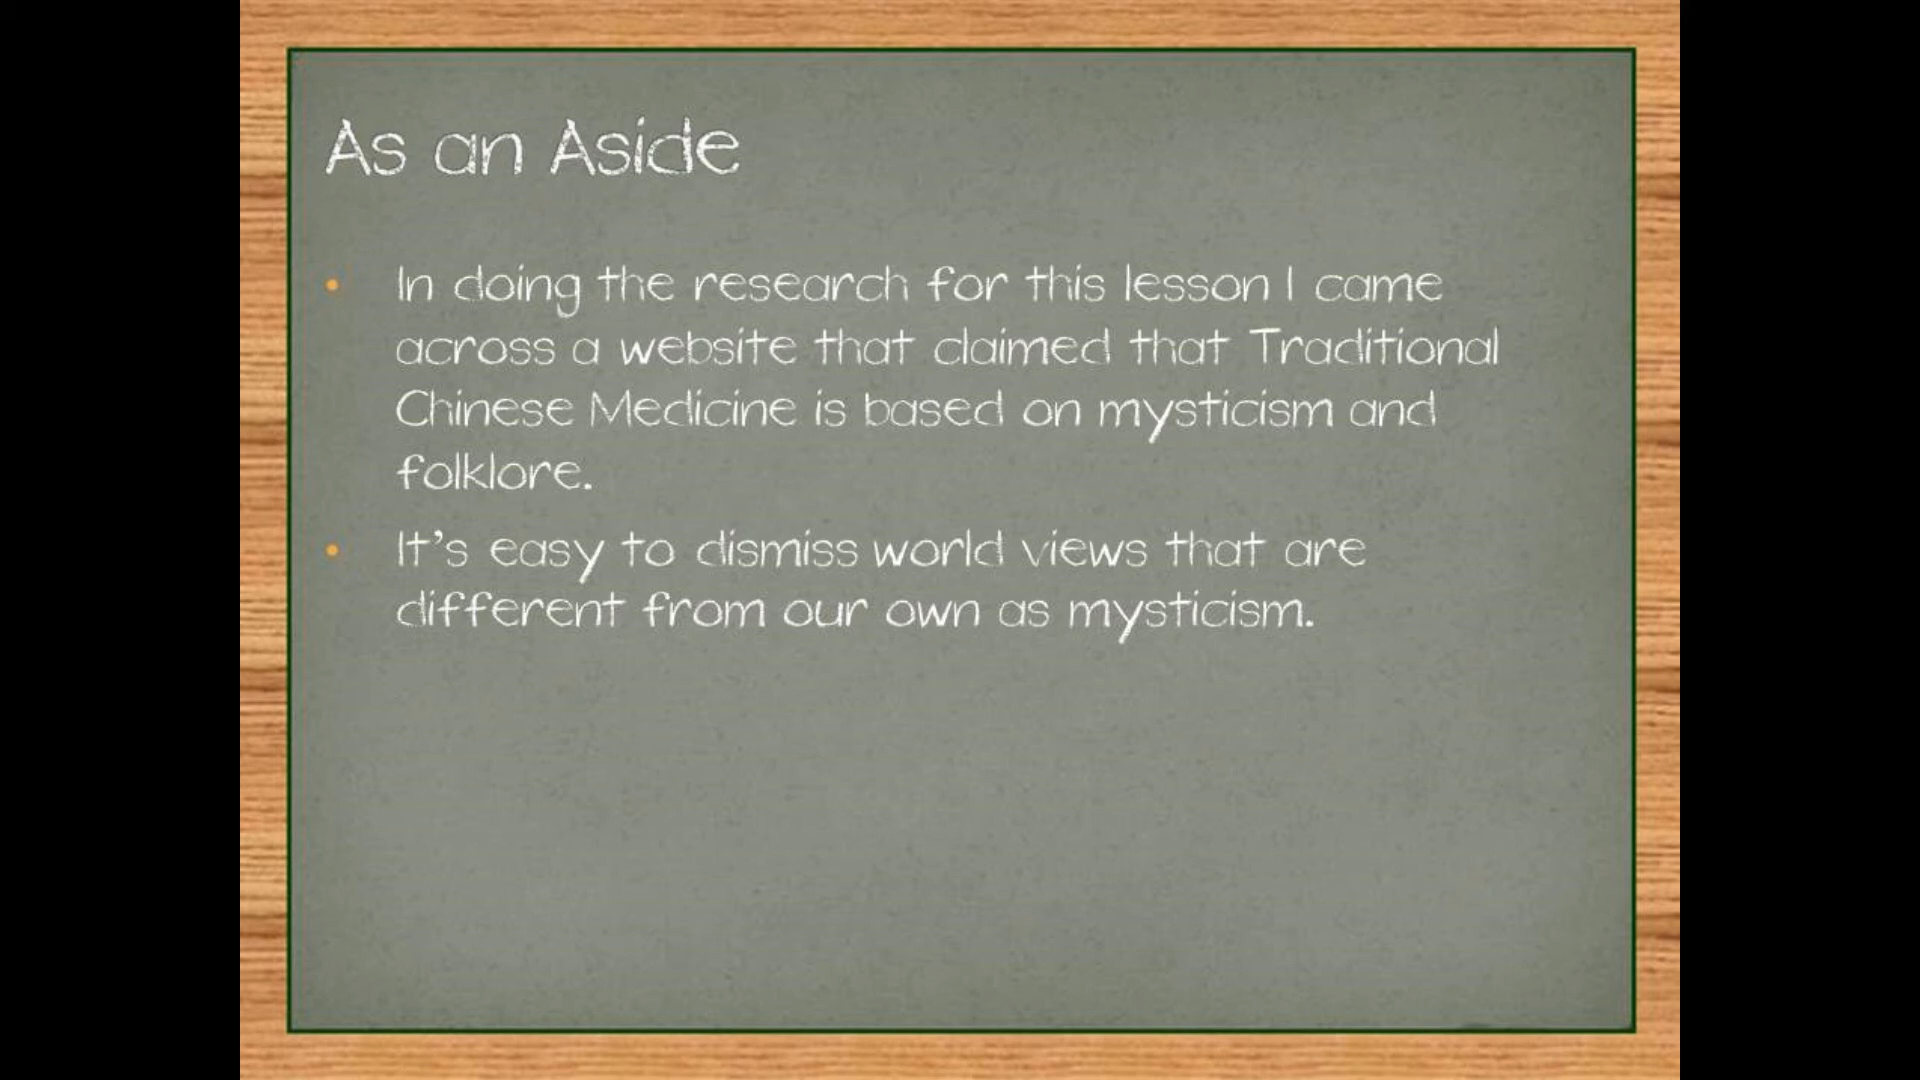 As an Aside
• In doing the research for this lesson I came
across a website that claimed that Traditional
Chinese Medicine is based on mysticism and
folklore.
• It’s easy to dismiss world views that are
different from our own as mysticism.